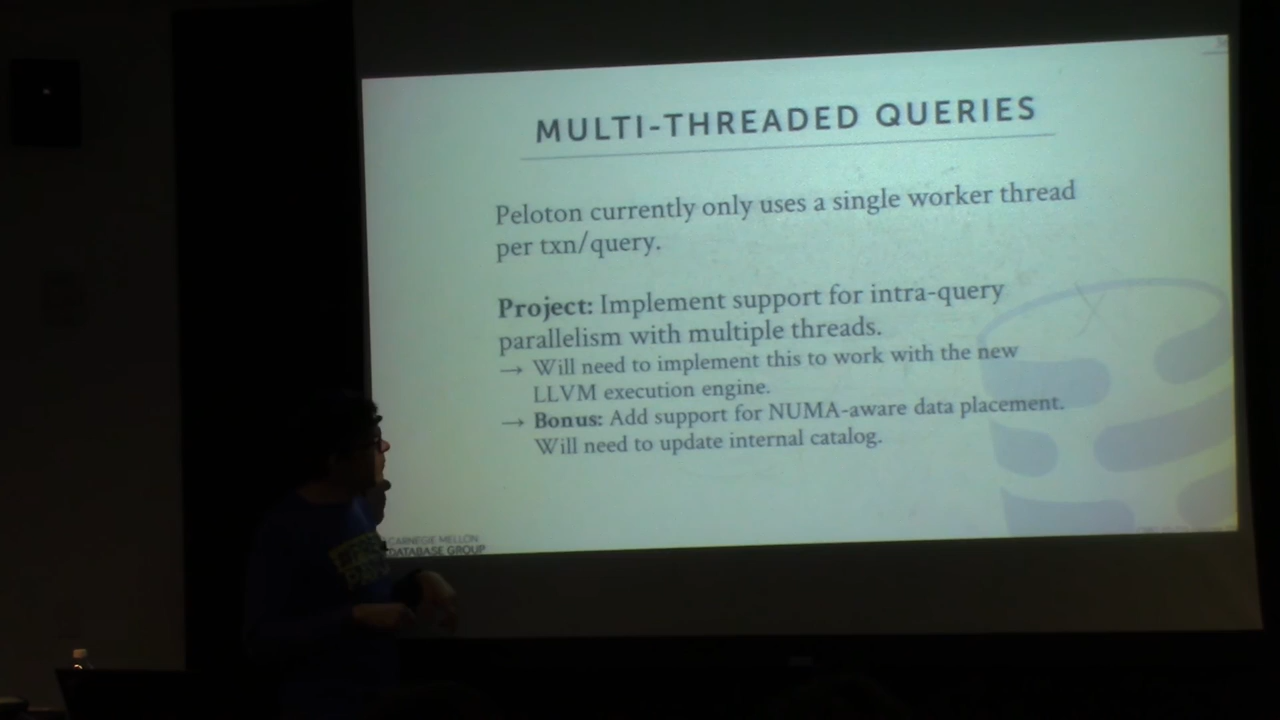 MULTI-THREADED QUERIES
Peloton currently only uses a single worker thread
per txn/query.
Project: Implement support for intra-query
parallelism with multiple threads.
→ Will need to implement this to work with the new
LLVM execution engine.
→ Bonus: Add support for NUMA-aware data placement.
Will need to update internal catalog.
CARNEGIE MELLON
DATABASE GROUP